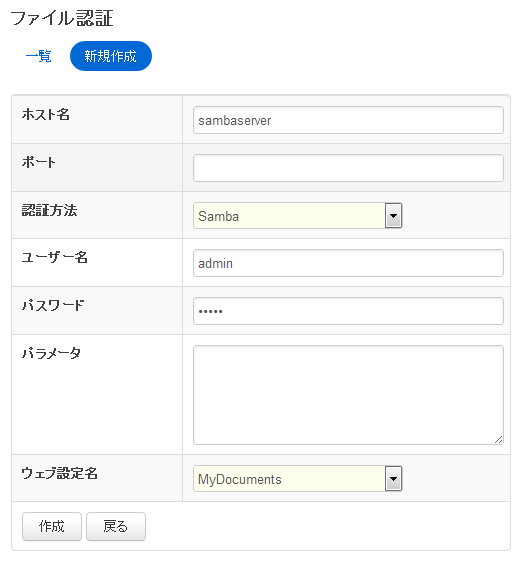 ファイル認証
一覧 新規作成
ホスト名 sambaserver
ポート
認証方法 Samba
ユーザー名 admin
パスワード •••••
パラメータ
ウェブ設定名 MyDocuments
作成 戻る